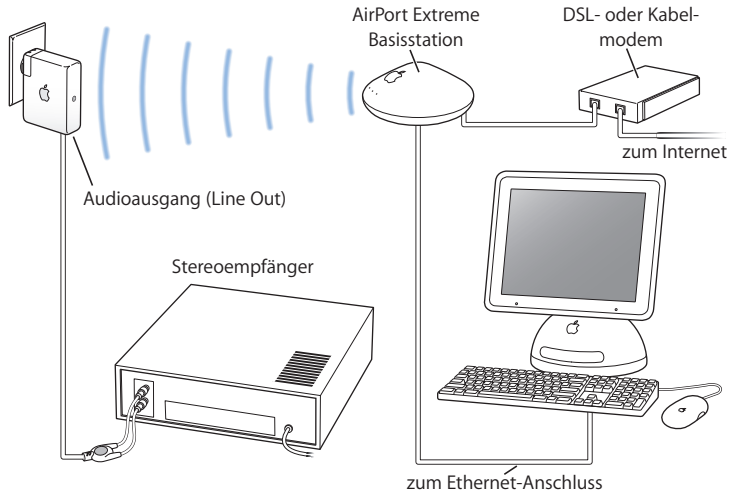 AirPort Extreme
Basisstation
DSL- oder Kabel-
modem
zum Internet
Audioausgang (Line Out)
Stereoempfänger
zum Ethernet-Anschluss